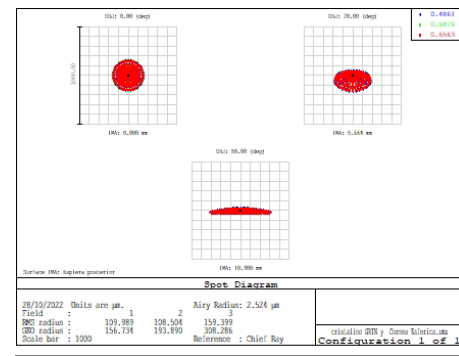 OBJ: 0.00 (deg)
OBJ: 20.00 (deg)
0.4861
0.5876
0.6563
1000.00
IMA: 0.000 mm
IMA: 5.664 mm
OBJ: 50.00 (deg)
IMA: 10.900 mm
Surface IMA: Kaplena posterior
Spot Diagram
28/10/2022 Units are µm. Airy Radius: 2.524 µm
Field : 1 2 3
RMS radius : 109.989 108.504 159.399
GEO radius : 156.734 193.890 308.286
Scale bar : 1000 Reference : Chief Ray
cristalino GRIN y Cornea Esferica.zmx
Configuration 1 of 1